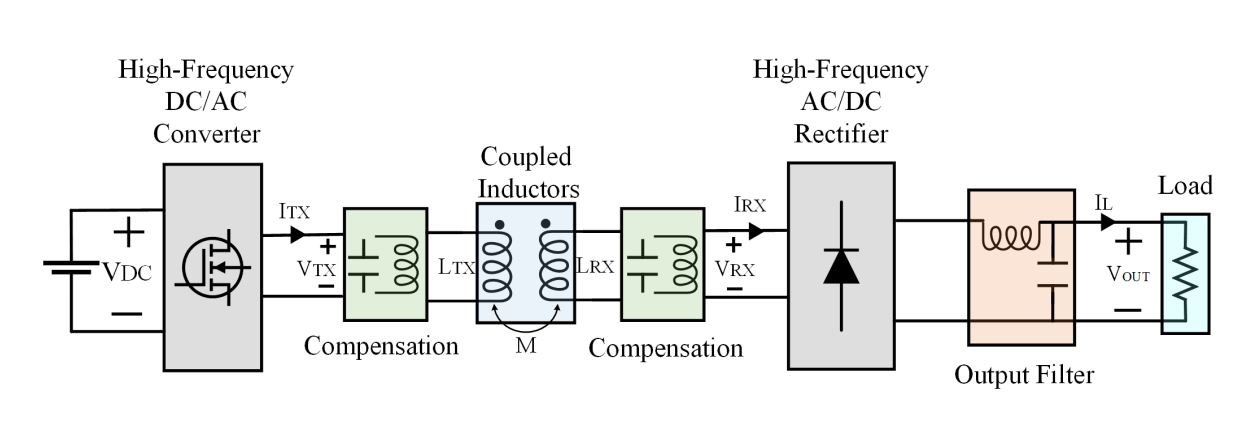 High-Frequency
DC/AC
Converter
High-Frequency
AC/DC
Rectifier
Coupled
Inductors
Load
ITX
IRX
IL
+
VDC
−
+
VTX
−
LTX
LRX
+
VRX
−
+
VOUT
−
Compensation
M
Compensation
Output Filter